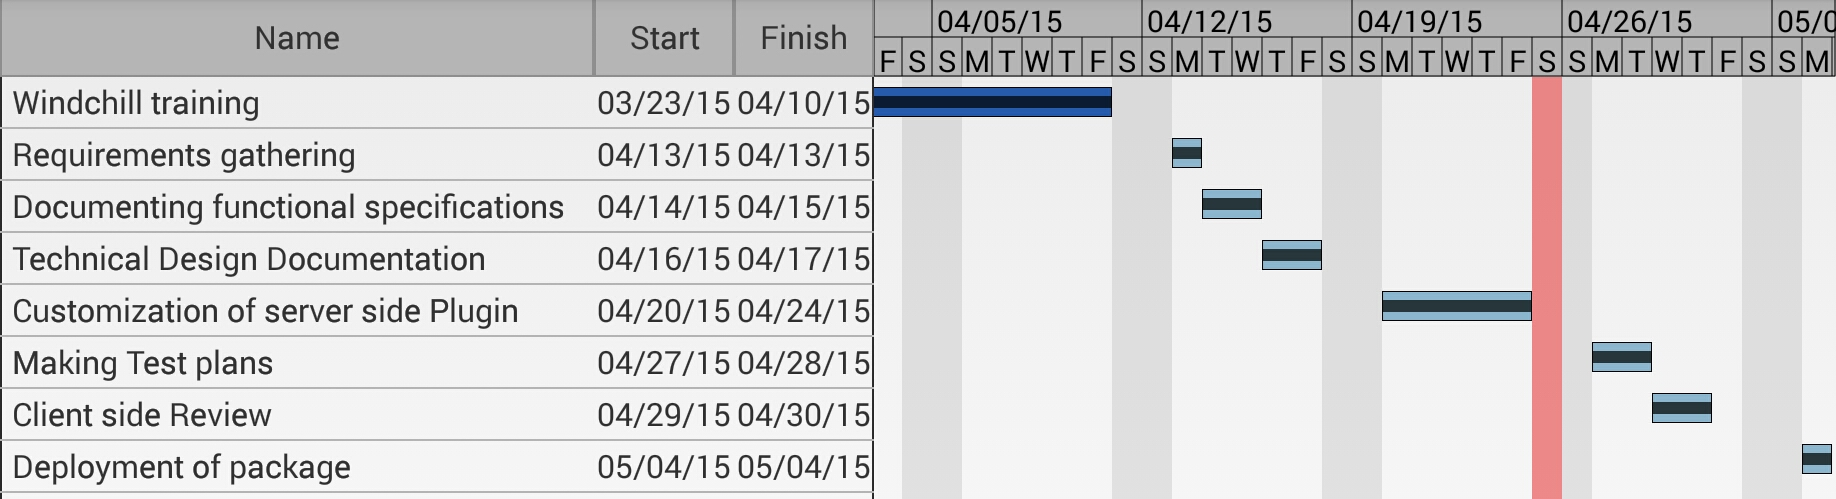 Name Start Finish 04/05/15 04/12/15 04/19/15 04/26/15 05/0
F S S M T W T F S S M T W T F S S M T W T F S S M T W T F S S M
Windchill training 03/23/15 04/10/15
Requirements gathering 04/13/15 04/13/15
Documenting functional specifications 04/14/15 04/15/15
Technical Design Documentation 04/16/15 04/17/15
Customization of server side Plugin 04/20/15 04/24/15
Making Test plans 04/27/15 04/28/15
Client side Review 04/29/15 04/30/15
Deployment of package 05/04/15 05/04/15